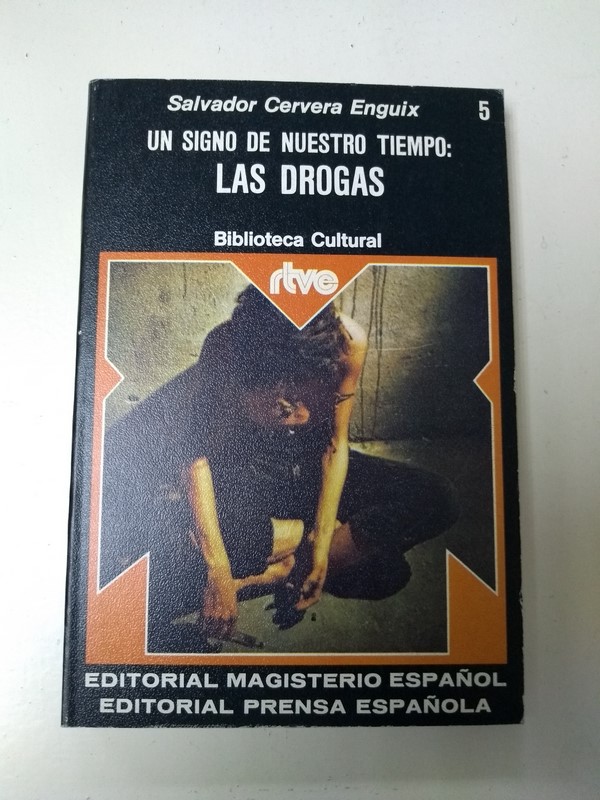 Salvador Cervera Enguix 5
UN SIGNO DE NUESTRO TIEMPO:
LAS DROGAS
Biblioteca Cultural
rtve
EDITORIAL MAGISTERIO ESPAÑOL
EDITORIAL PRENSA ESPAÑOLA